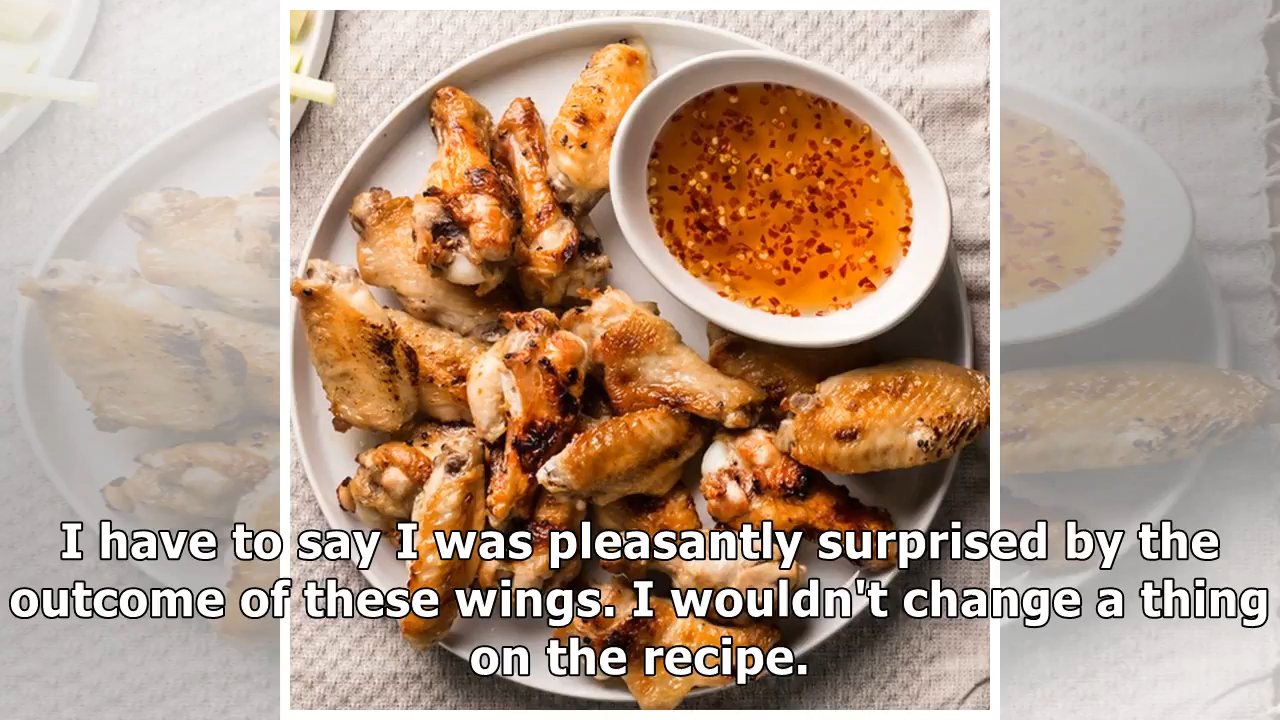 I have to say I was pleasantly surprised by the
outcome of these wings. I wouldn't change a thing
on the recipe.